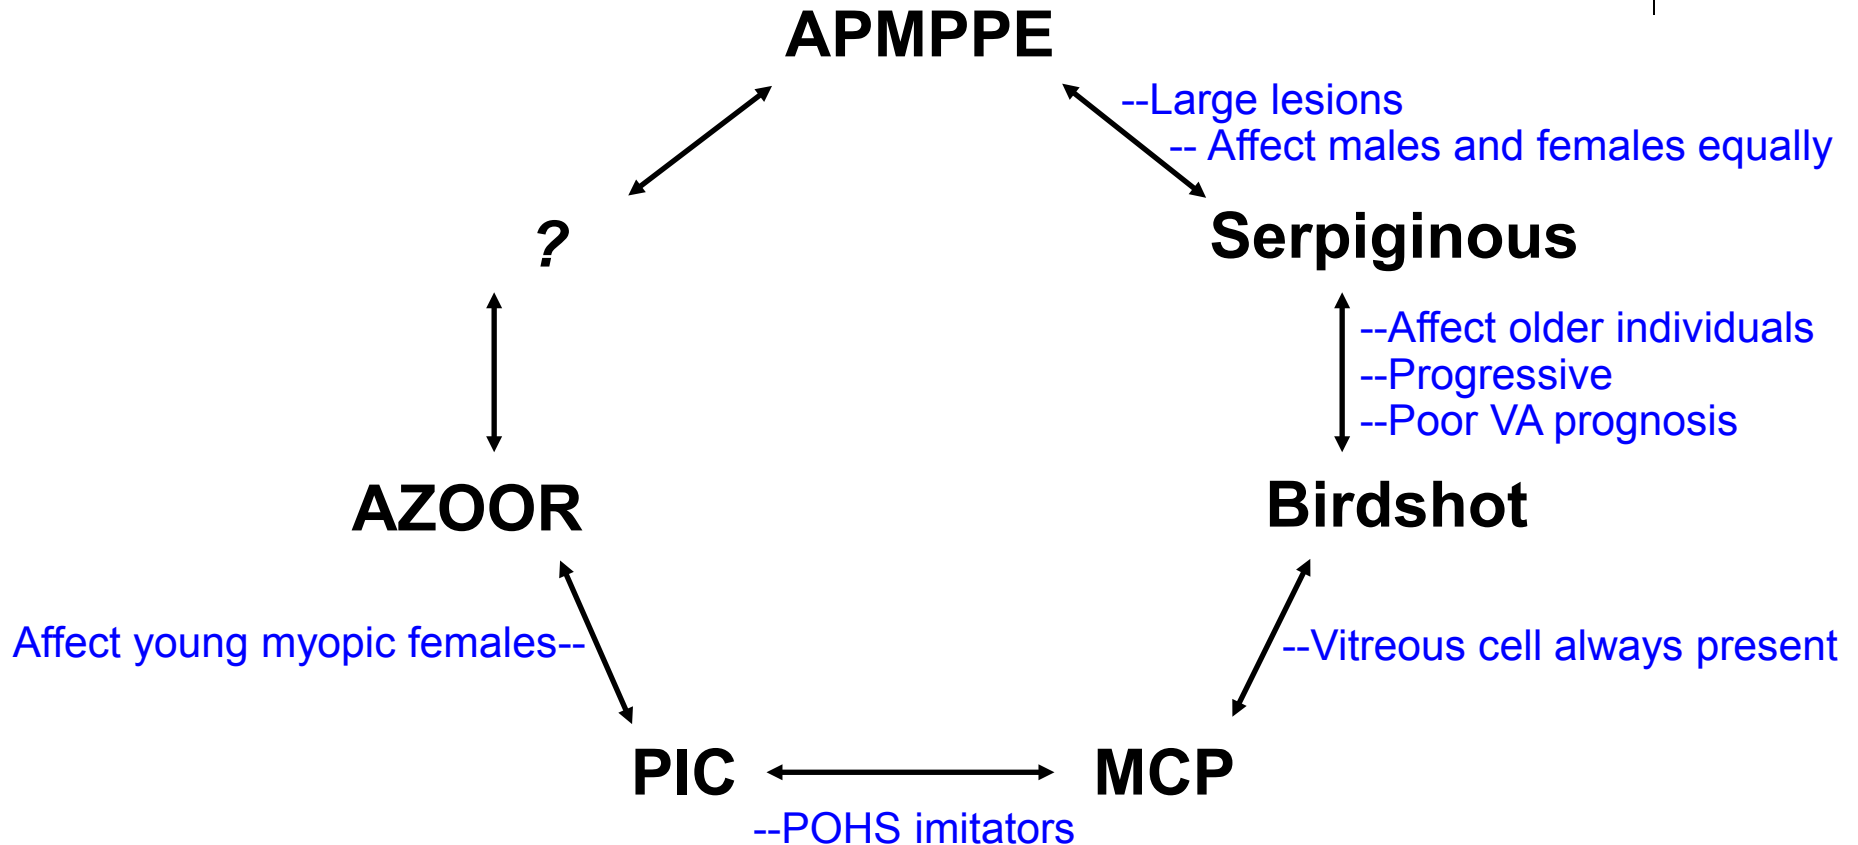 APMPPE
--Large lesions
-- Affect males and females equally
?
Serpiginous
--Affect older individuals
--Progressive
--Poor VA prognosis
AZOOR
Birdshot
Affect young myopic females--
--Vitreous cell always present
PIC
MCP
--POHS imitators